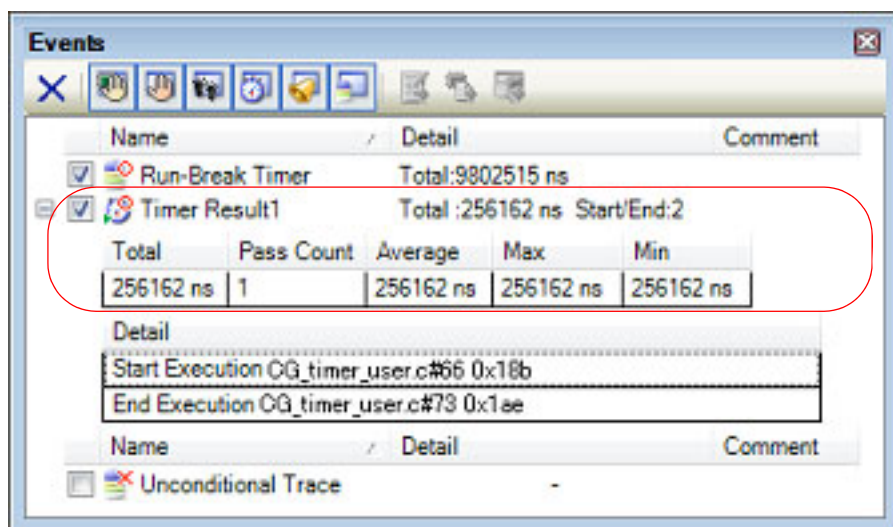 Events
Name / Detail Comment
Run-Break Timer Total:9802515 ns
Timer Result1 Total :256162 ns Start/End:2
Total Pass Count Average Max Min
256162 ns 1 256162 ns 256162 ns 256162 ns
Detail
Start Execution CG_timer_user.c#66 0x18b
End Execution CG_timer_user.c#73 0x1ae
Name / Detail Comment
Unconditional Trace -